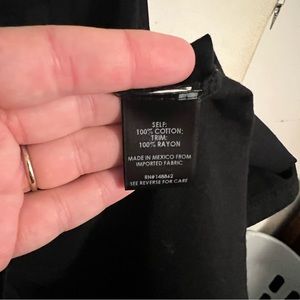 SELF:
100% COTTON;
TRIM:
100% RAYON
MADE IN MEXICO FROM
IMPORTED FABRIC
RN#148862
SEE REVERSE FOR CARE